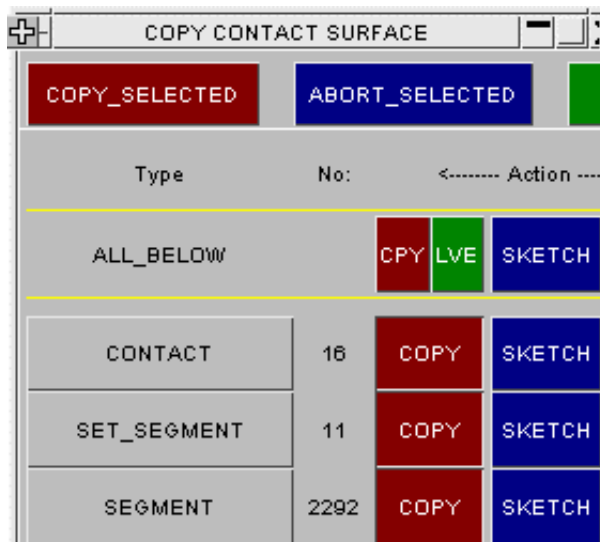 COPY CONTACT SURFACE
COPY_SELECTED ABORT_SELECTED
Type No: <-------- Action ----
ALL_BELOW CPY LVE SKETCH
CONTACT 16 COPY SKETCH
SET_SEGMENT 11 COPY SKETCH
SEGMENT 2292 COPY SKETCH